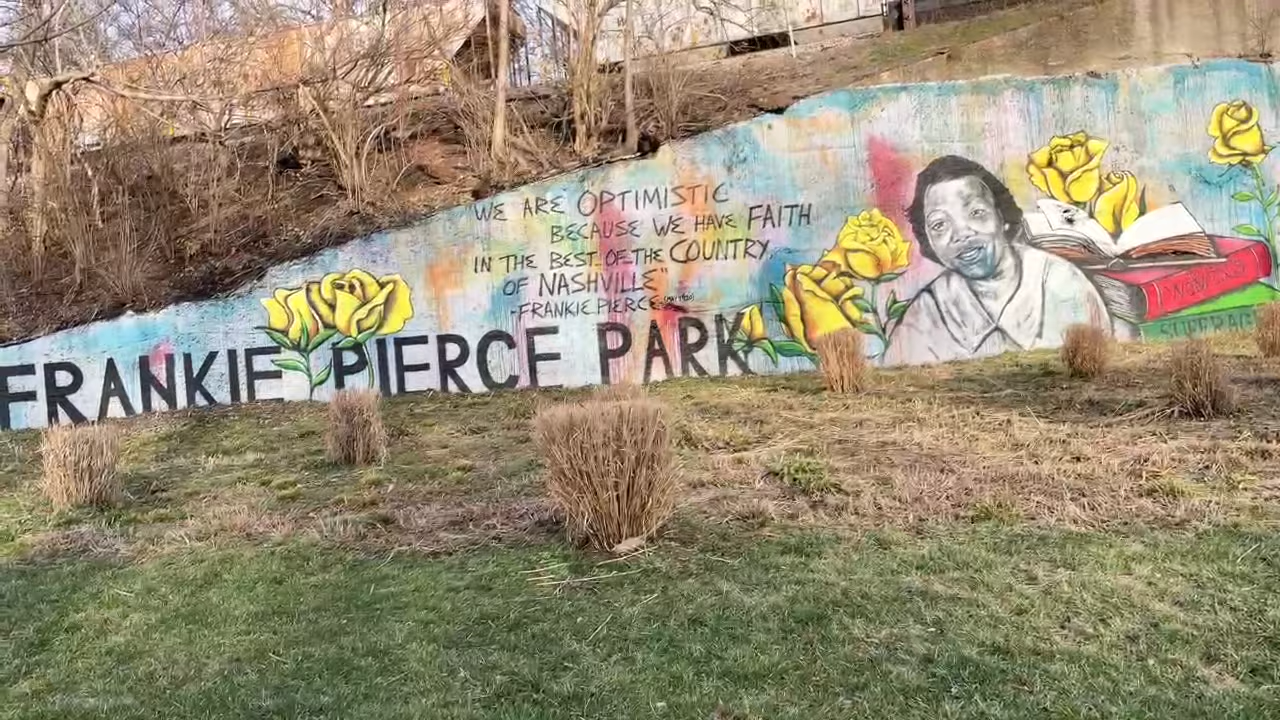 WE ARE OPTIMISTIC
BECAUSE WE HAVE FAITH
IN THE BEST OF THE COUNTRY,
OF NASHVILLE"
-FRANKIE PIERCE
FRANKIE PIERCE PARK
WOMEN'S